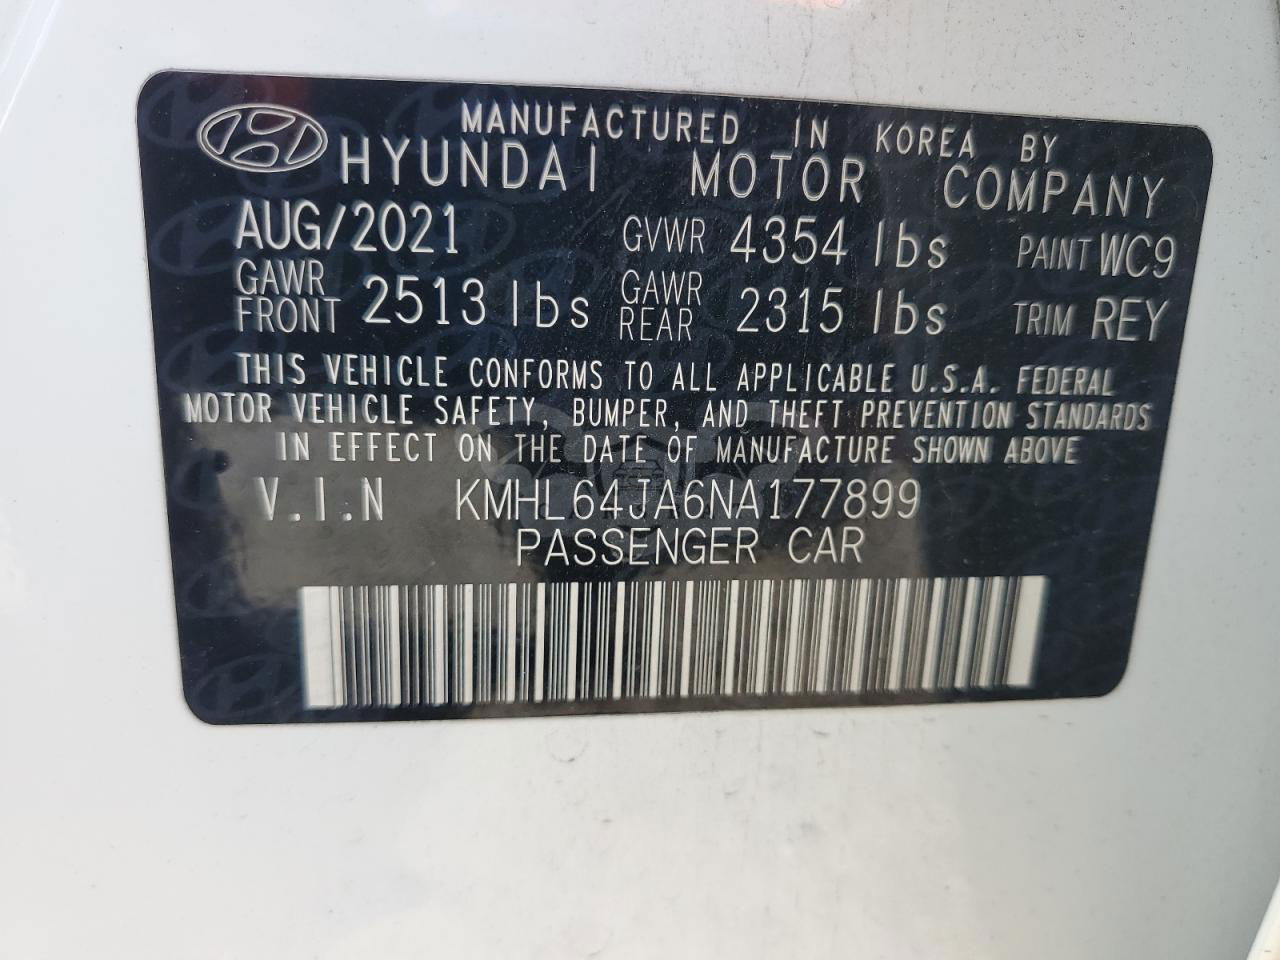 MANUFACTURED IN KOREA BY
HYUNDAI MOTOR COMPANY
AUG/2021 GVWR 4354 lbs PAINT WC9
GAWR FRONT 2513 lbs GAWR REAR 2315 lbs TRIM REY
THIS VEHICLE CONFORMS TO ALL APPLICABLE U.S.A. FEDERAL
MOTOR VEHICLE SAFETY, BUMPER, AND THEFT PREVENTION STANDARDS
IN EFFECT ON THE DATE OF MANUFACTURE SHOWN ABOVE
V.I.N KMHL64JA6NA177899
PASSENGER CAR